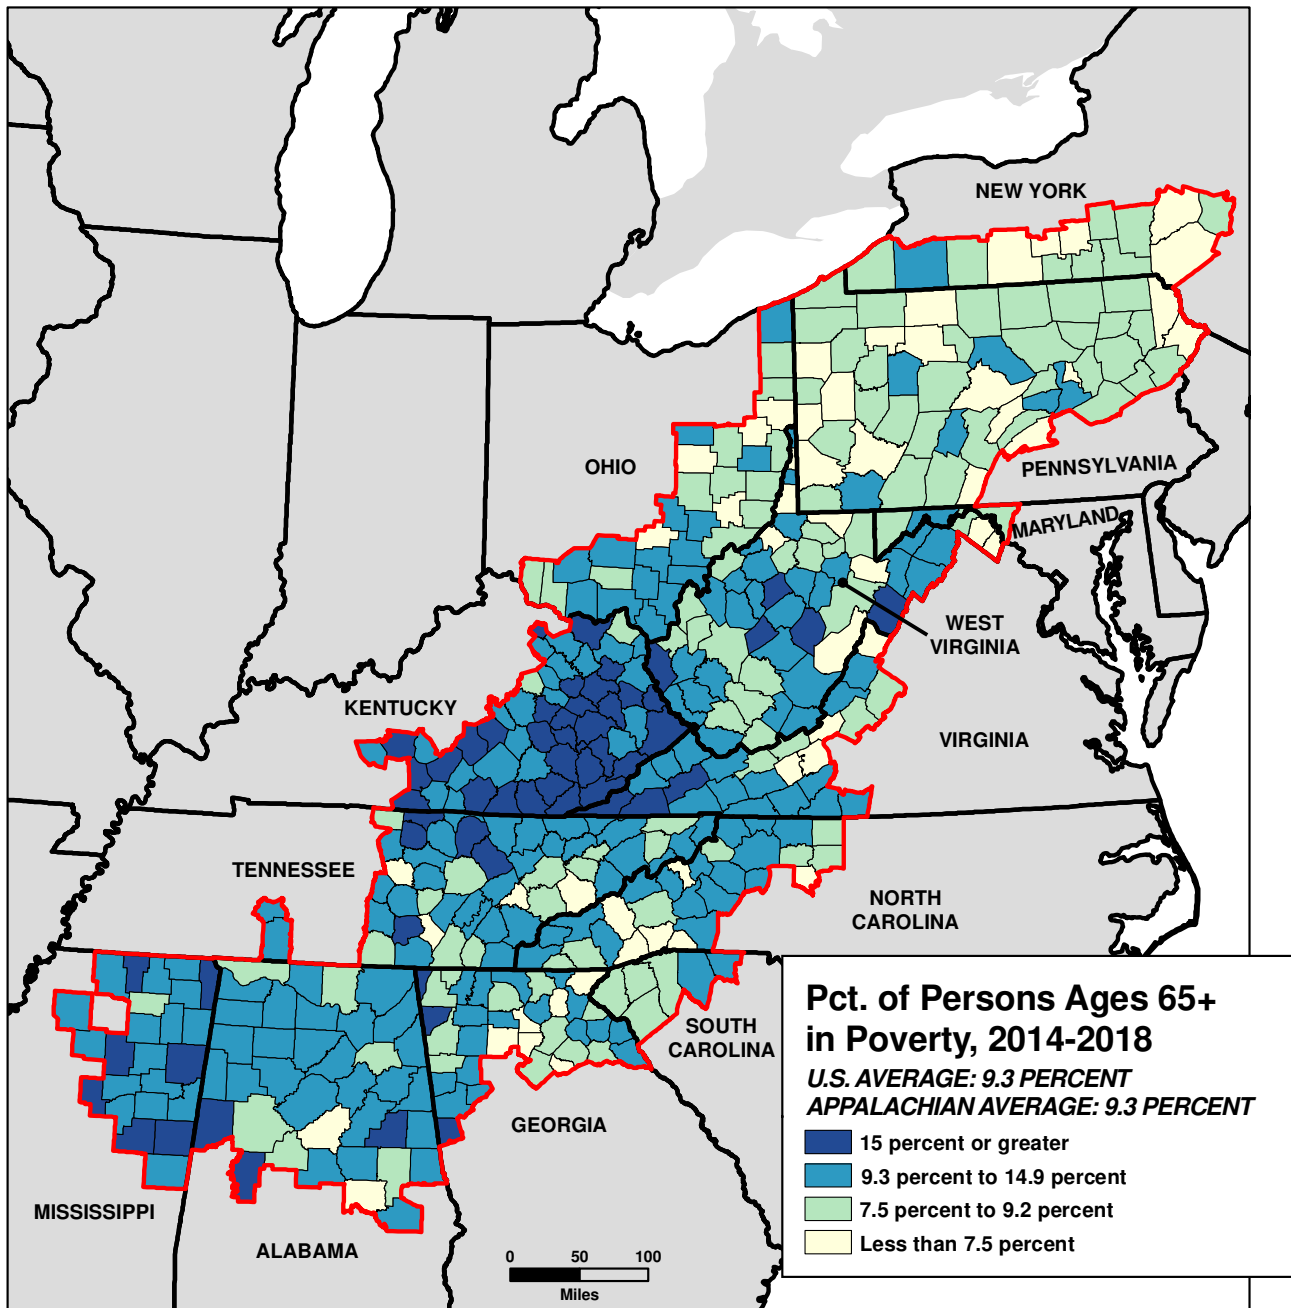 NEW YORK
OHIO
PENNSYLVANIA
MARYLAND
WEST
VIRGINIA
KENTUCKY
VIRGINIA
TENNESSEE
NORTH
CAROLINA
SOUTH
CAROLINA
GEORGIA
MISSISSIPPI
ALABAMA
Pct. of Persons Ages 65+
in Poverty, 2014-2018
U.S. AVERAGE: 9.3 PERCENT
APPALACHIAN AVERAGE: 9.3 PERCENT
15 percent or greater
9.3 percent to 14.9 percent
7.5 percent to 9.2 percent
Less than 7.5 percent
0 50 100
Miles